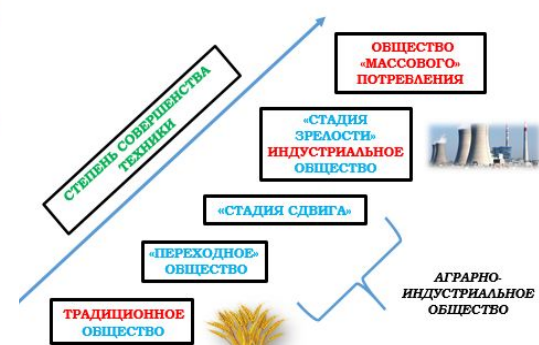 ОБЩЕСТВО
«МАССОВОГО»
ПОТРЕБЛЕНИЯ
СТЕПЕНЬ СОВЕРШЕНСТВА
ТЕХНИКИ
«СТАДИЯ
ЗРЕЛОСТИ»
ИНДУСТРИАЛЬНОЕ
ОБЩЕСТВО
«СТАДИЯ СДВИГА»
«ПЕРЕХОДНОЕ»
ОБЩЕСТВО
АГРАРНО-
ИНДУСТРИАЛЬНОЕ
ОБЩЕСТВО
ТРАДИЦИОННОЕ
ОБЩЕСТВО